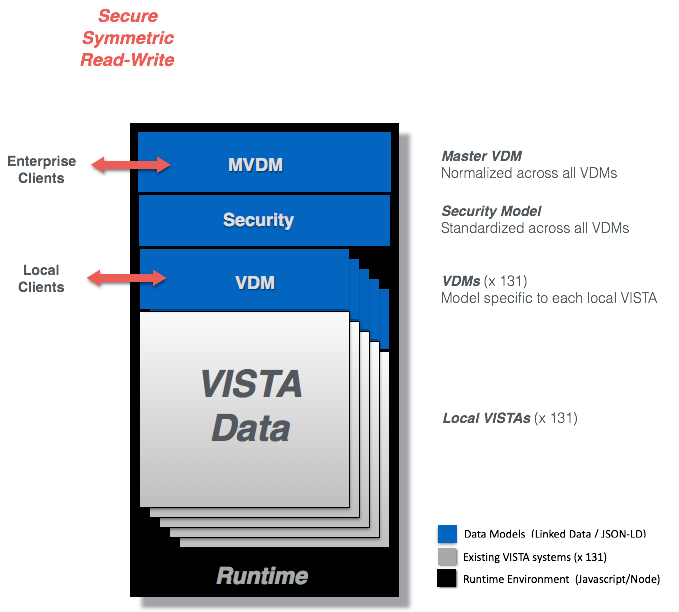 Secure
Symmetric
Read-Write
Enterprise
Clients
MVDM
Master VDM
Normalized across all VDMs
Security
Security Model
Standardized across all VDMs
Local
Clients
VDM
VDMs (x 131)
Model specific to each local VISTA
VISTA
Data
Local VISTAs (x 131)
Data Models (Linked Data / JSON-LD)
Existing VISTA systems (x 131)
Runtime Environment (Javascript/Node)
Runtime